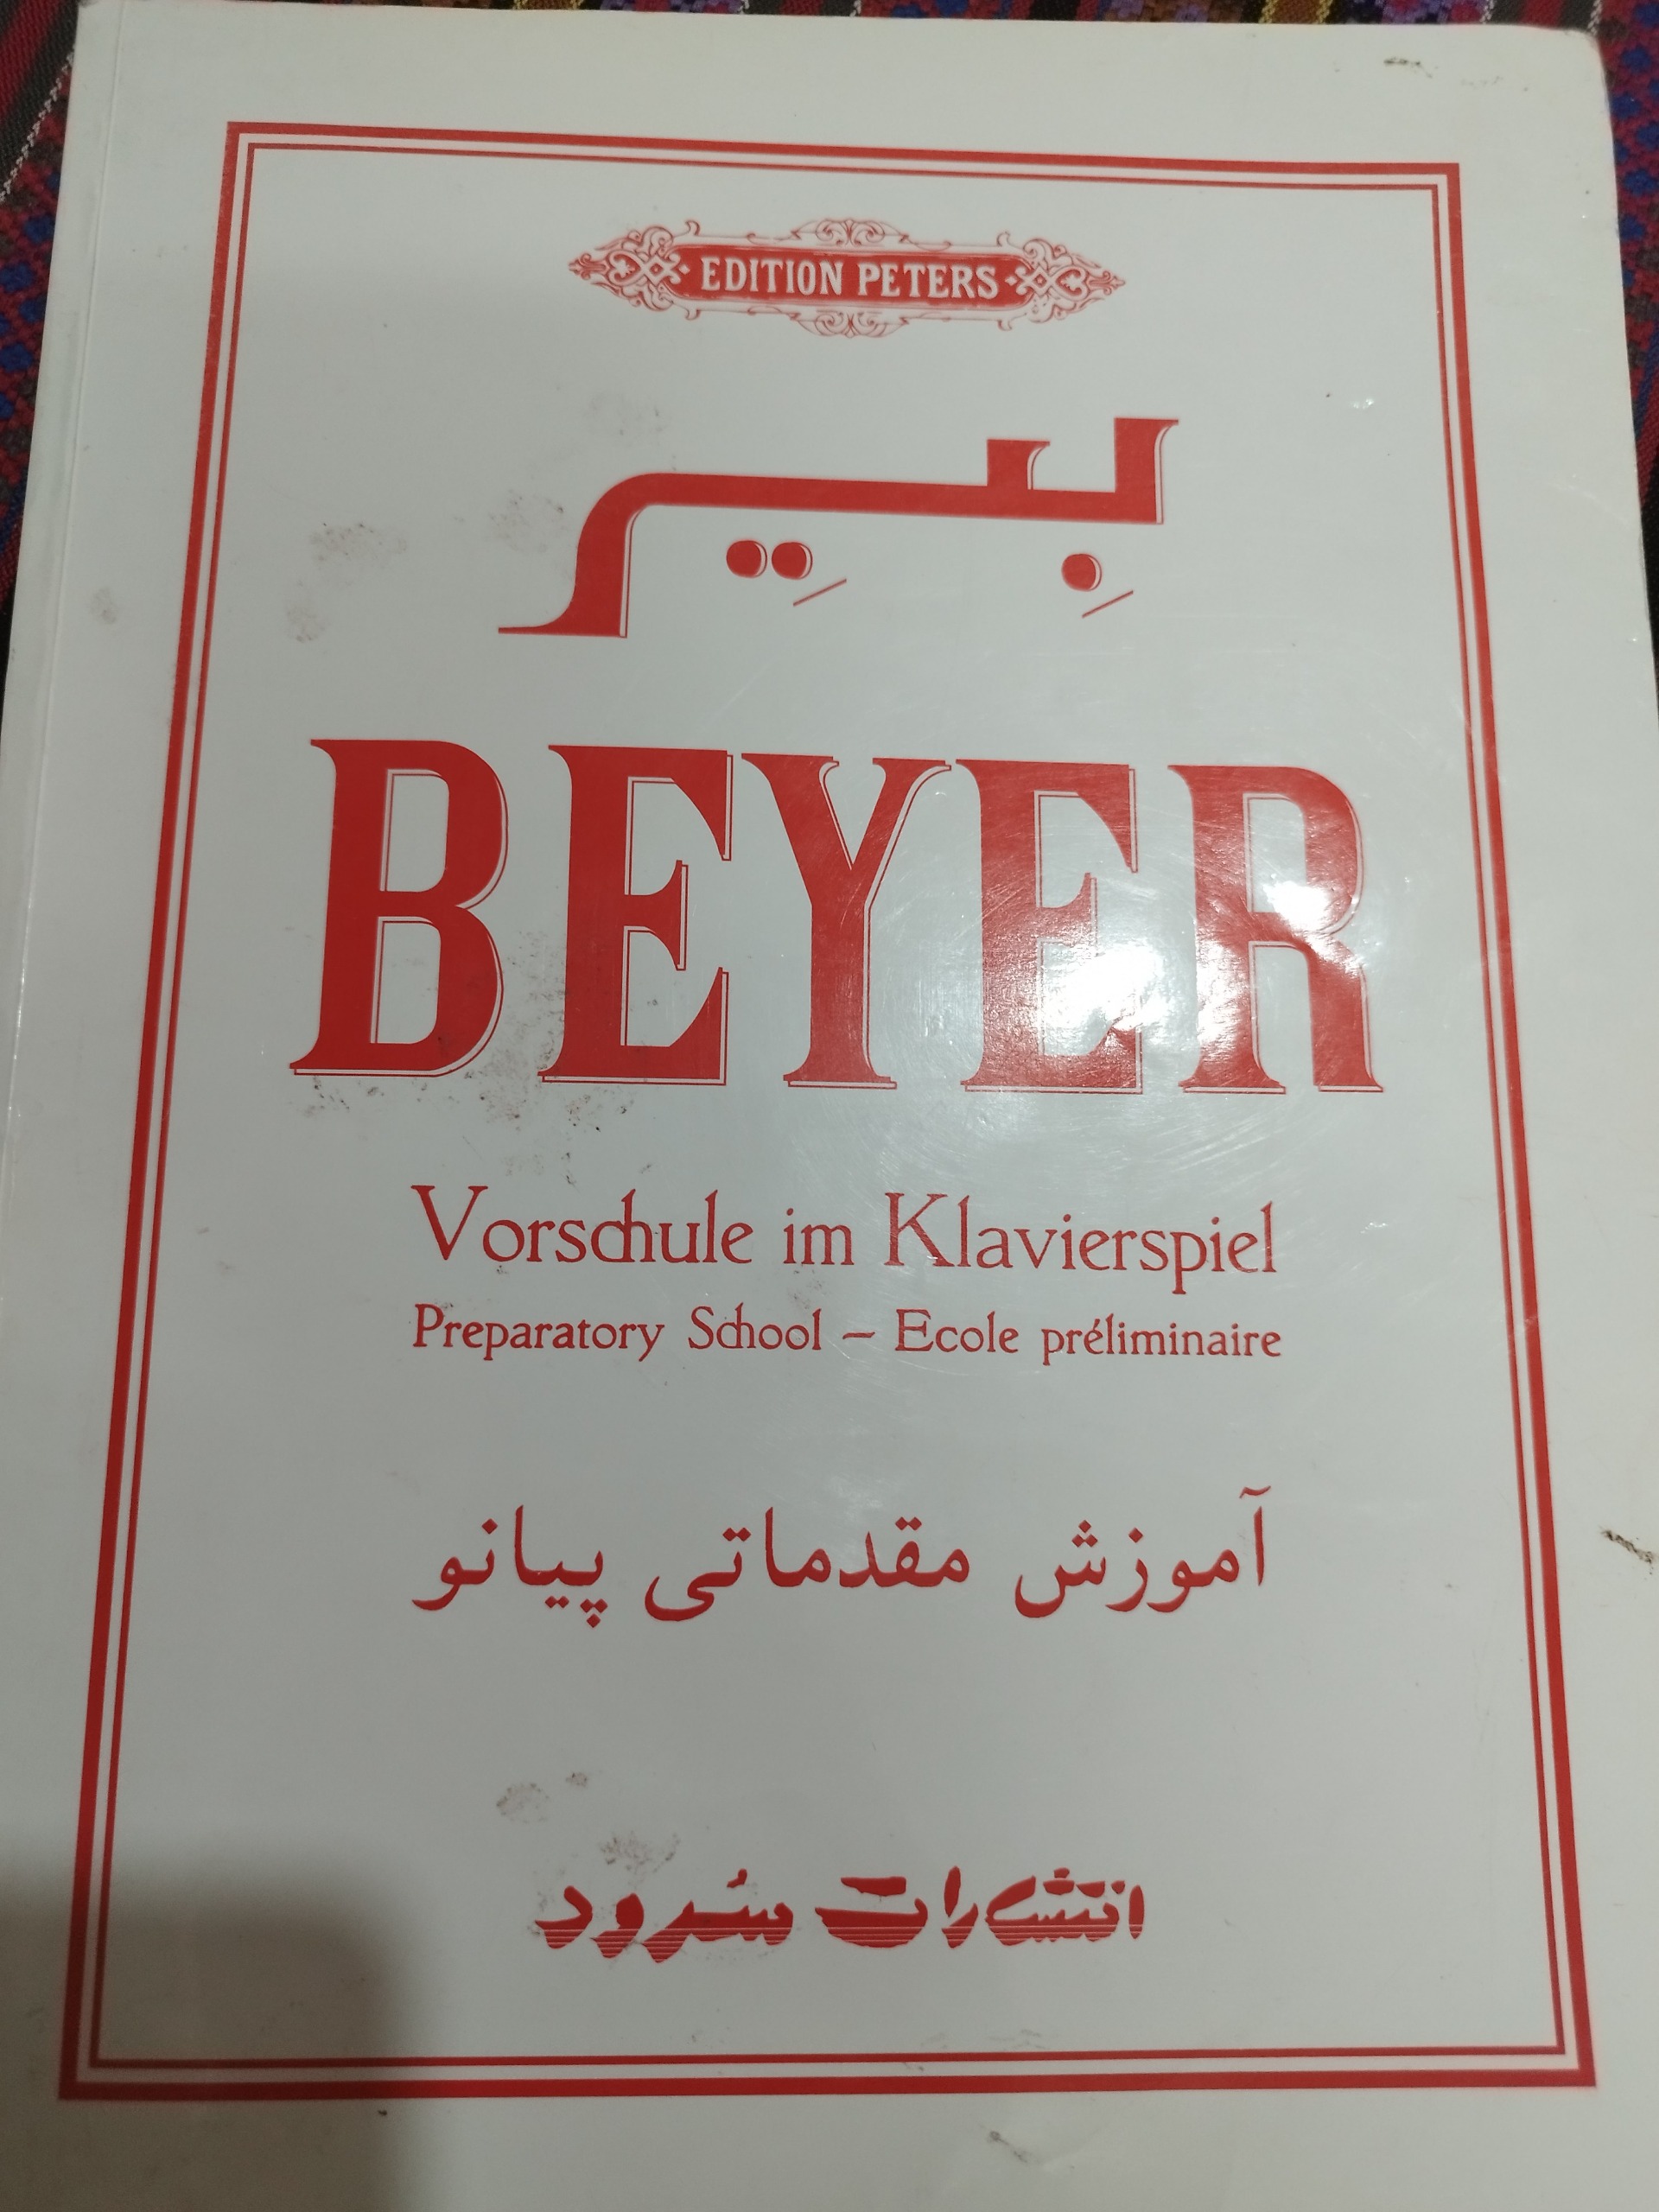 EDITION PETERS
بِیِر
BEYER
Vorschule im Klavierspiel
Preparatory School – Ecole préliminaire
آموزش مقدماتی پیانو
انتشارات سُرود